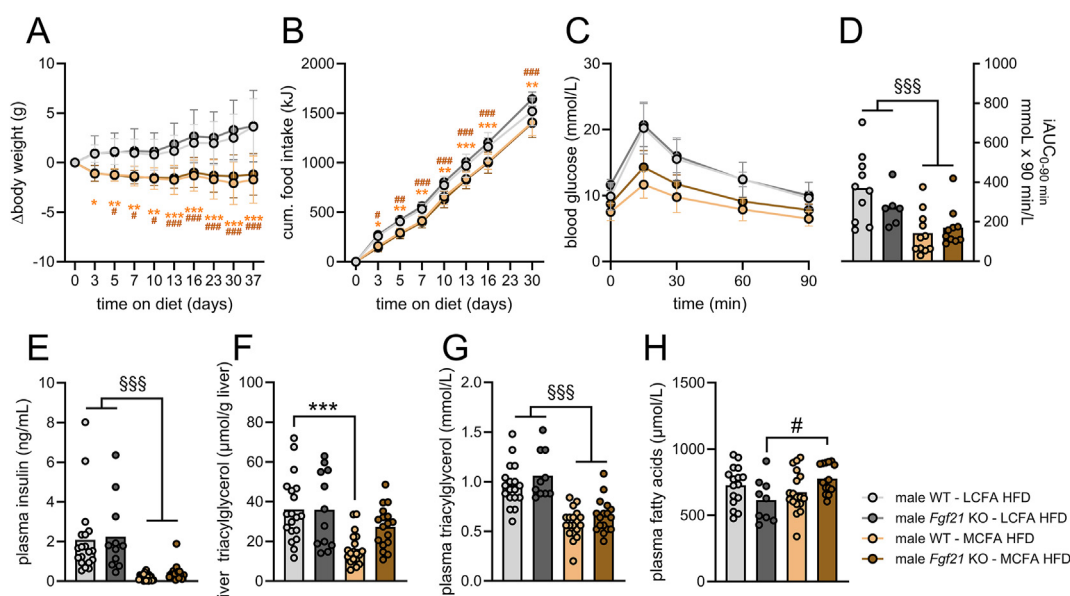 A
Δbody weight (g)
10
5
0
-5
-10
*
** ** ** *** *** *** *** ***
# # # ### ### ### ### ###
0 3 5 7 10 13 16 23 30 37
time on diet (days)
B
cum. food intake (kJ)
2000
1500
1000
500
0
# ## ### ### ### ### ###
* ** ** ** *** *** **
0 3 5 7 10 13 16 23 30
time on diet (days)
C
blood glucose (mmol/L)
30
20
10
0
0 30 60 90
time (min)
D
§§§
1000
800
600
400
200
0
iAUC0-90 min
mmoL x 90 min/L
E
plasma insulin (ng/mL)
10
8
6
4
2
0
§§§
F
liver triacylglycerol (µmol/g liver)
100
80
60
40
20
0
***
G
plasma triacylglycerol (mmol/L)
2.0
1.5
1.0
0.5
0.0
§§§
H
plasma fatty acids (µmol/L)
1500
1000
500
0
#
male WT - LCFA HFD
male Fgf21 KO - LCFA HFD
male WT - MCFA HFD
male Fgf21 KO - MCFA HFD